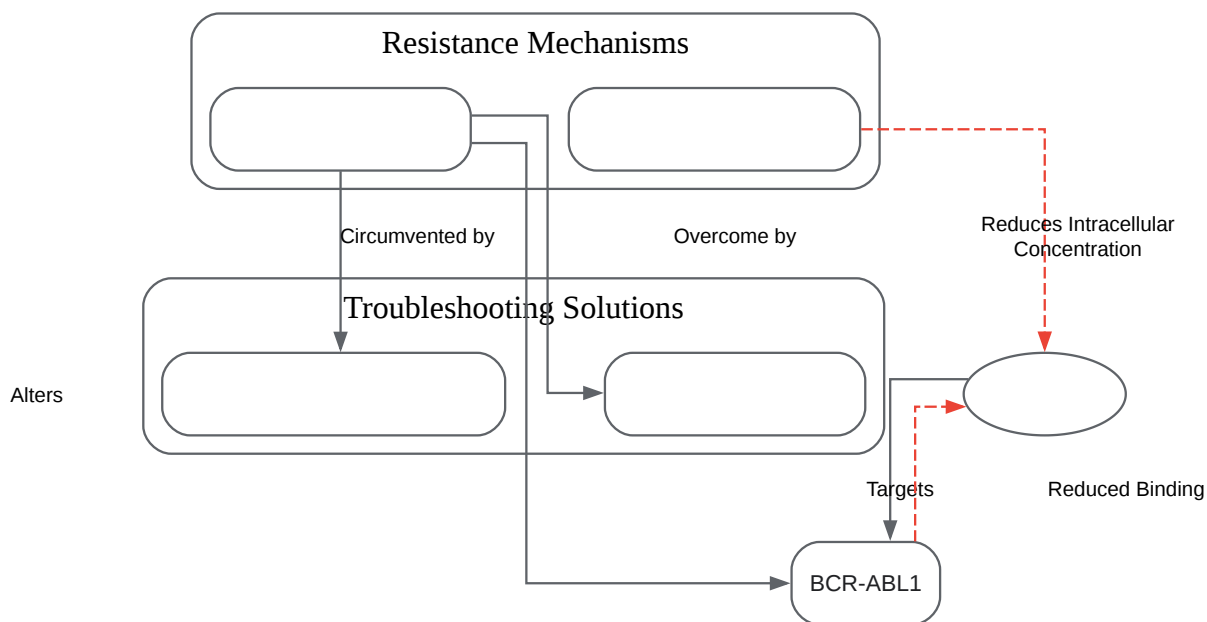 Resistance Mechanisms
Circumvented by
Overcome by
Reduces Intracellular
Concentration
Troubleshooting Solutions
Alters
Targets
Reduced Binding
BCR-ABL1